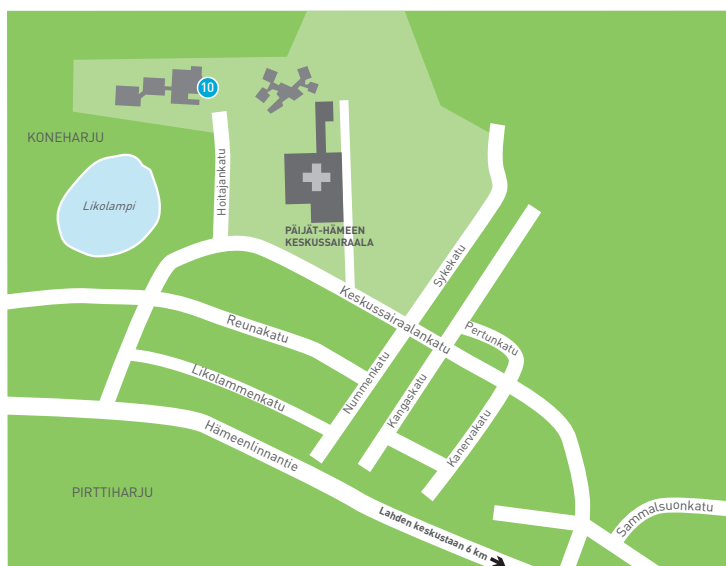 10
KONEHARJU
Likolampi
Hoitajankatu
PÄIJÄT-HÄMEEN
KESKUSSAIRAALA
Sykekatu
Keskussairaalankatu
Reunakatu
Pertunkatu
Likolammenkatu
Nummenkatu
Kangaskatu
Kanervakatu
Hämeenlinnantie
PIRTTIHARJU
Sammalsuonkatu
Lahden keskustaan 6 km